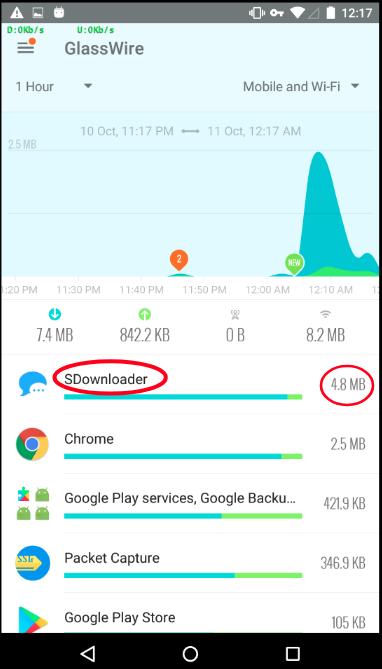 12:17
D:0Kb/s U:0Kb/s
GlassWire
1 Hour Mobile and Wi-Fi
10 Oct, 11:17 PM 11 Oct, 12:17 AM
2.5 MB
2 NEW
:20 PM 11:30 PM 11:40 PM 11:50 PM 12:00 AM 12:10 AM 12
7.4 MB 842.2 KB 0 B 8.2 MB
SDownloader 4.8 MB
Chrome 2.5 MB
Google Play services, Google Backu... 421.9 KB
SSL
Packet Capture 346.9 KB
Google Play Store 105 KB